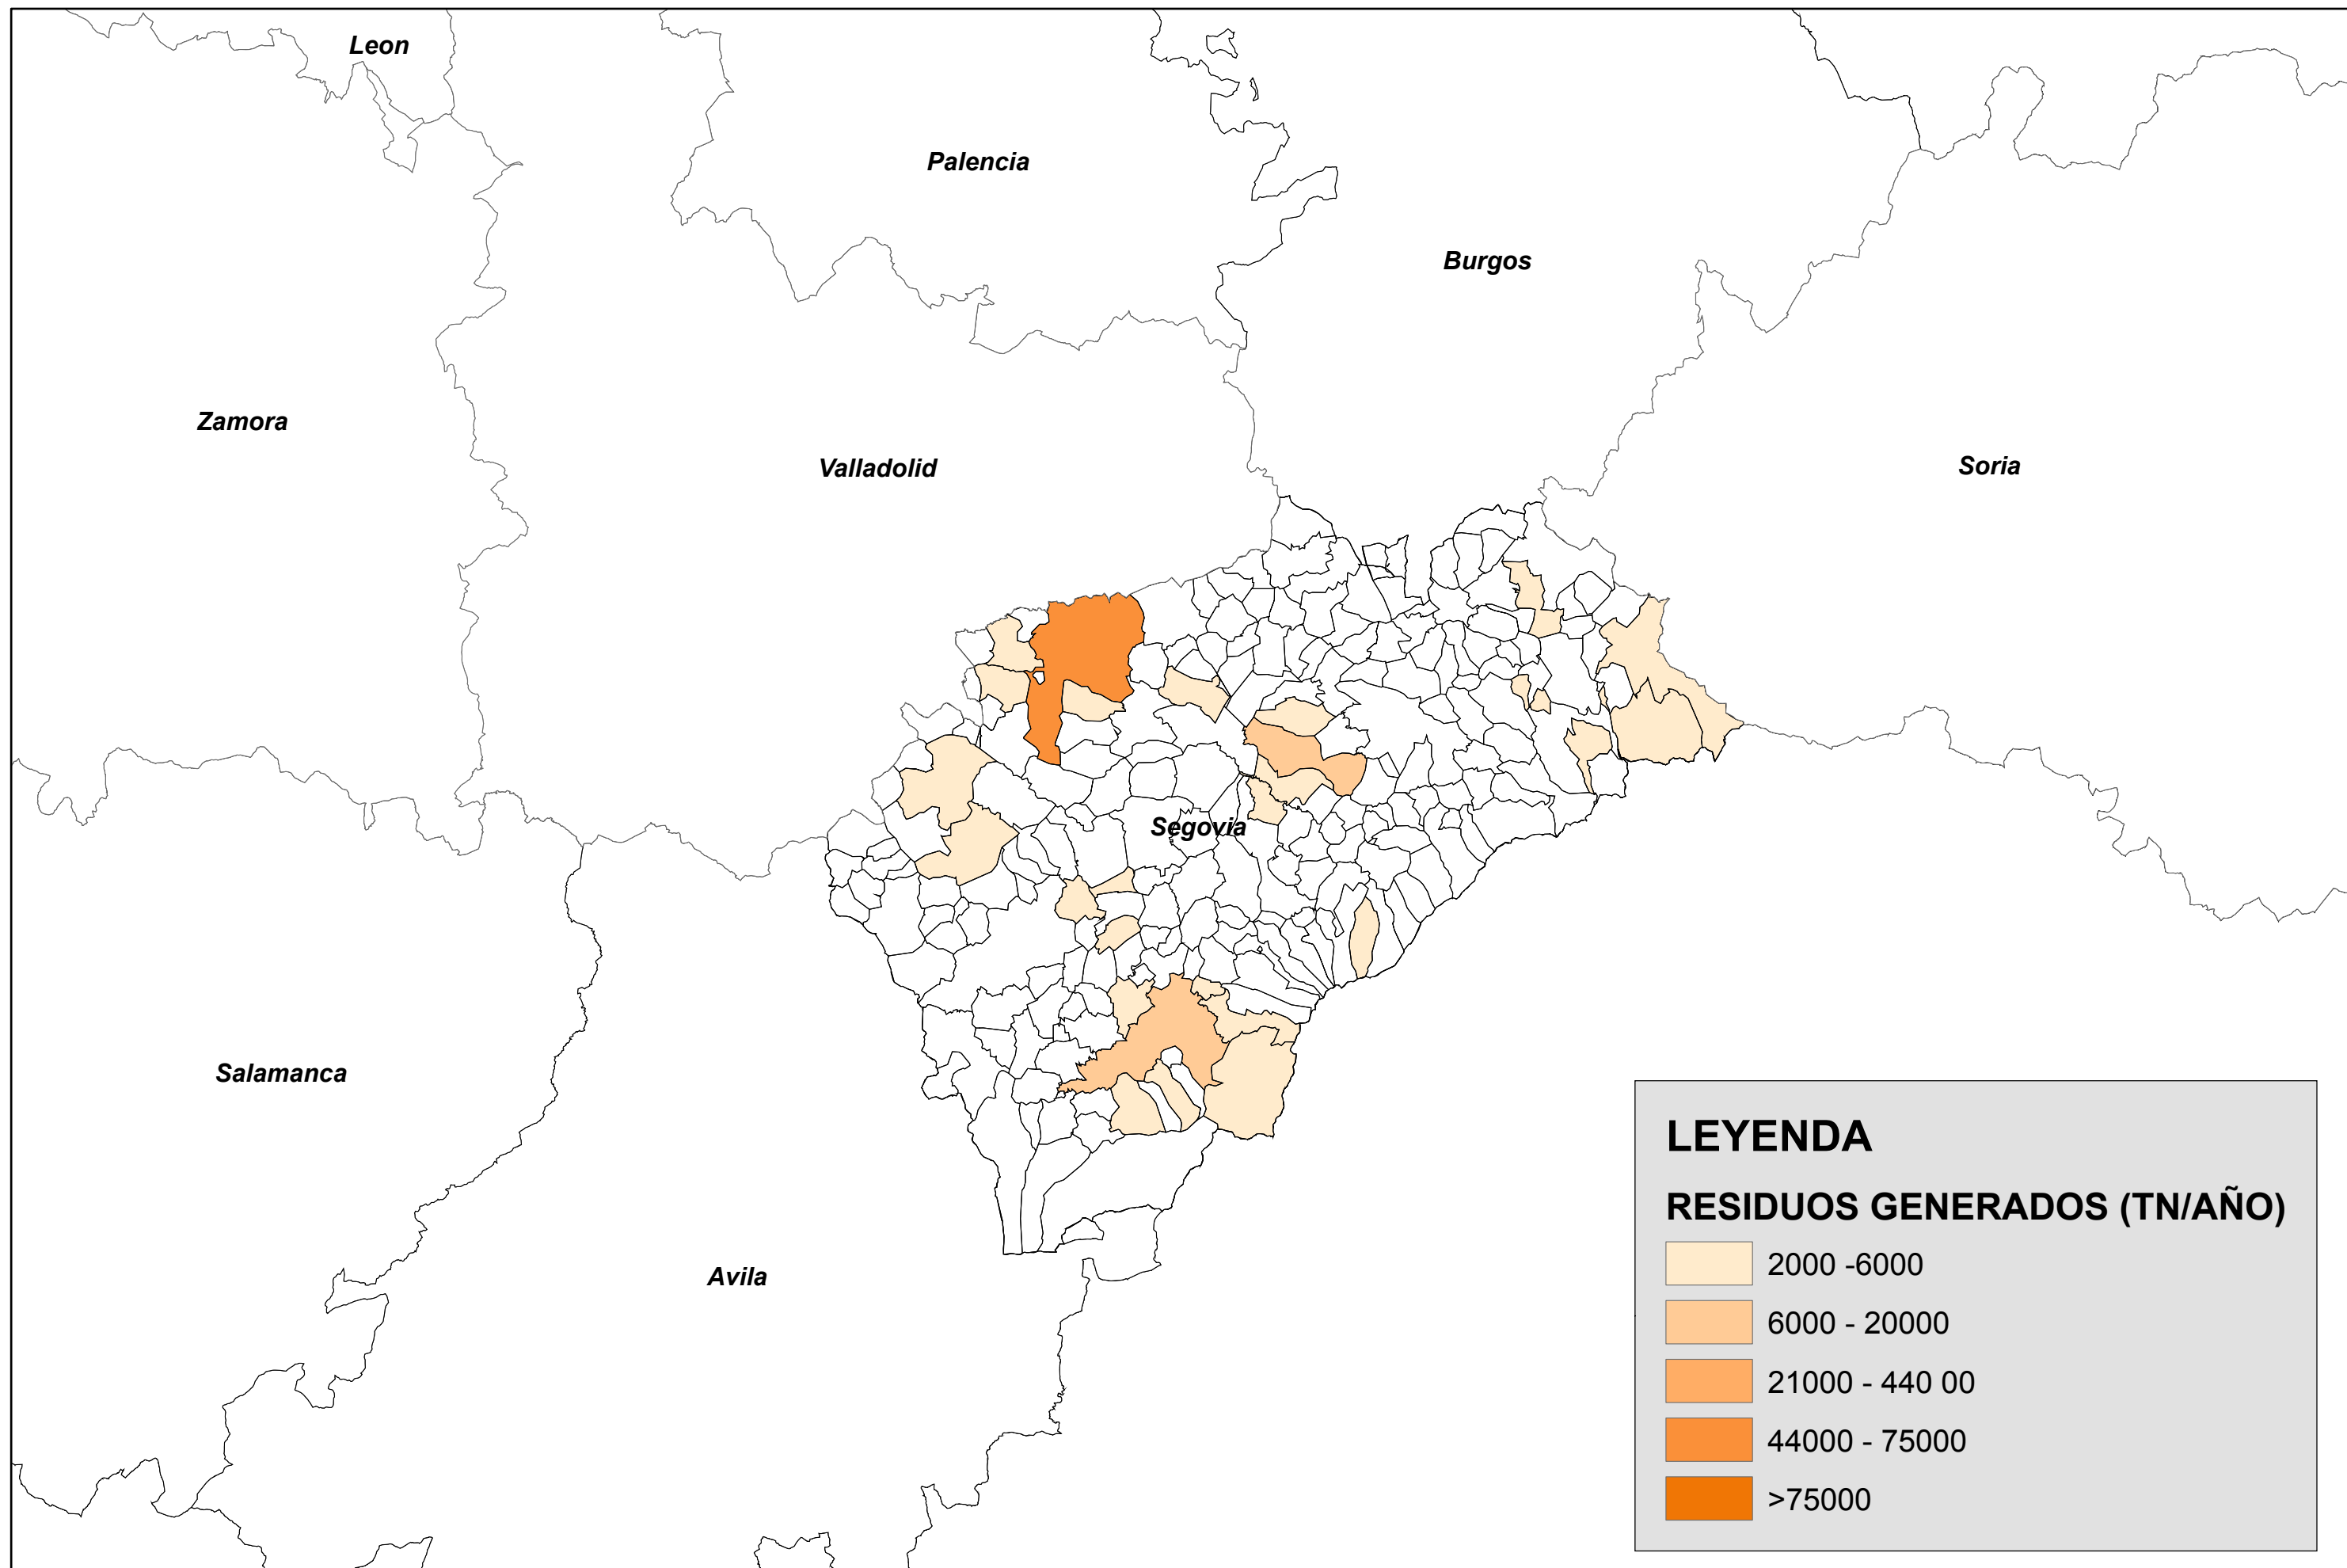 Leon
Palencia
Burgos
Zamora
Valladolid
Soria
Segovia
Salamanca
Avila
LEYENDA
RESIDUOS GENERADOS (TN/AÑO)
2000 -6000
6000 - 20000
21000 - 440 00
44000 - 75000
>75000